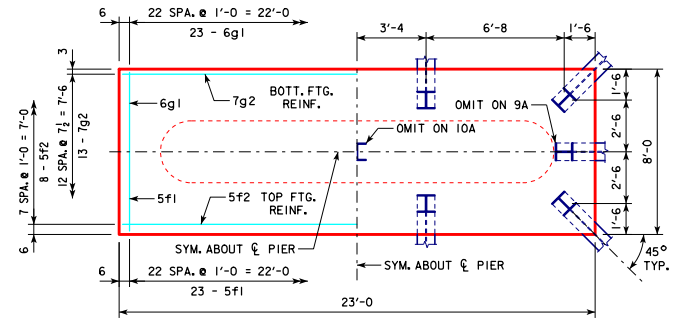 6
22 SPA.@ 1'-0 = 22'-0
23 - 6g1
3'-4
6'-8
1'-6
3
12 SPA.@ 7 1/2 = 7'-6
13 - 7g2
7 SPA.@ 1'-0 = 7'-0
8 - 5f2
6
6g1
7g2
BOTT. FTG.
REINF.
OMIT ON 9A
OMIT ON 10A
1'-6
2'-6
8'-0
2'-6
1'-6
5f1
5f2 TOP FTG.
REINF.
SYM. ABOUT ℄ PIER
SYM. ABOUT ℄ PIER
45°
TYP.
6
22 SPA.@ 1'-0 = 22'-0
23 - 5f1
23'-0